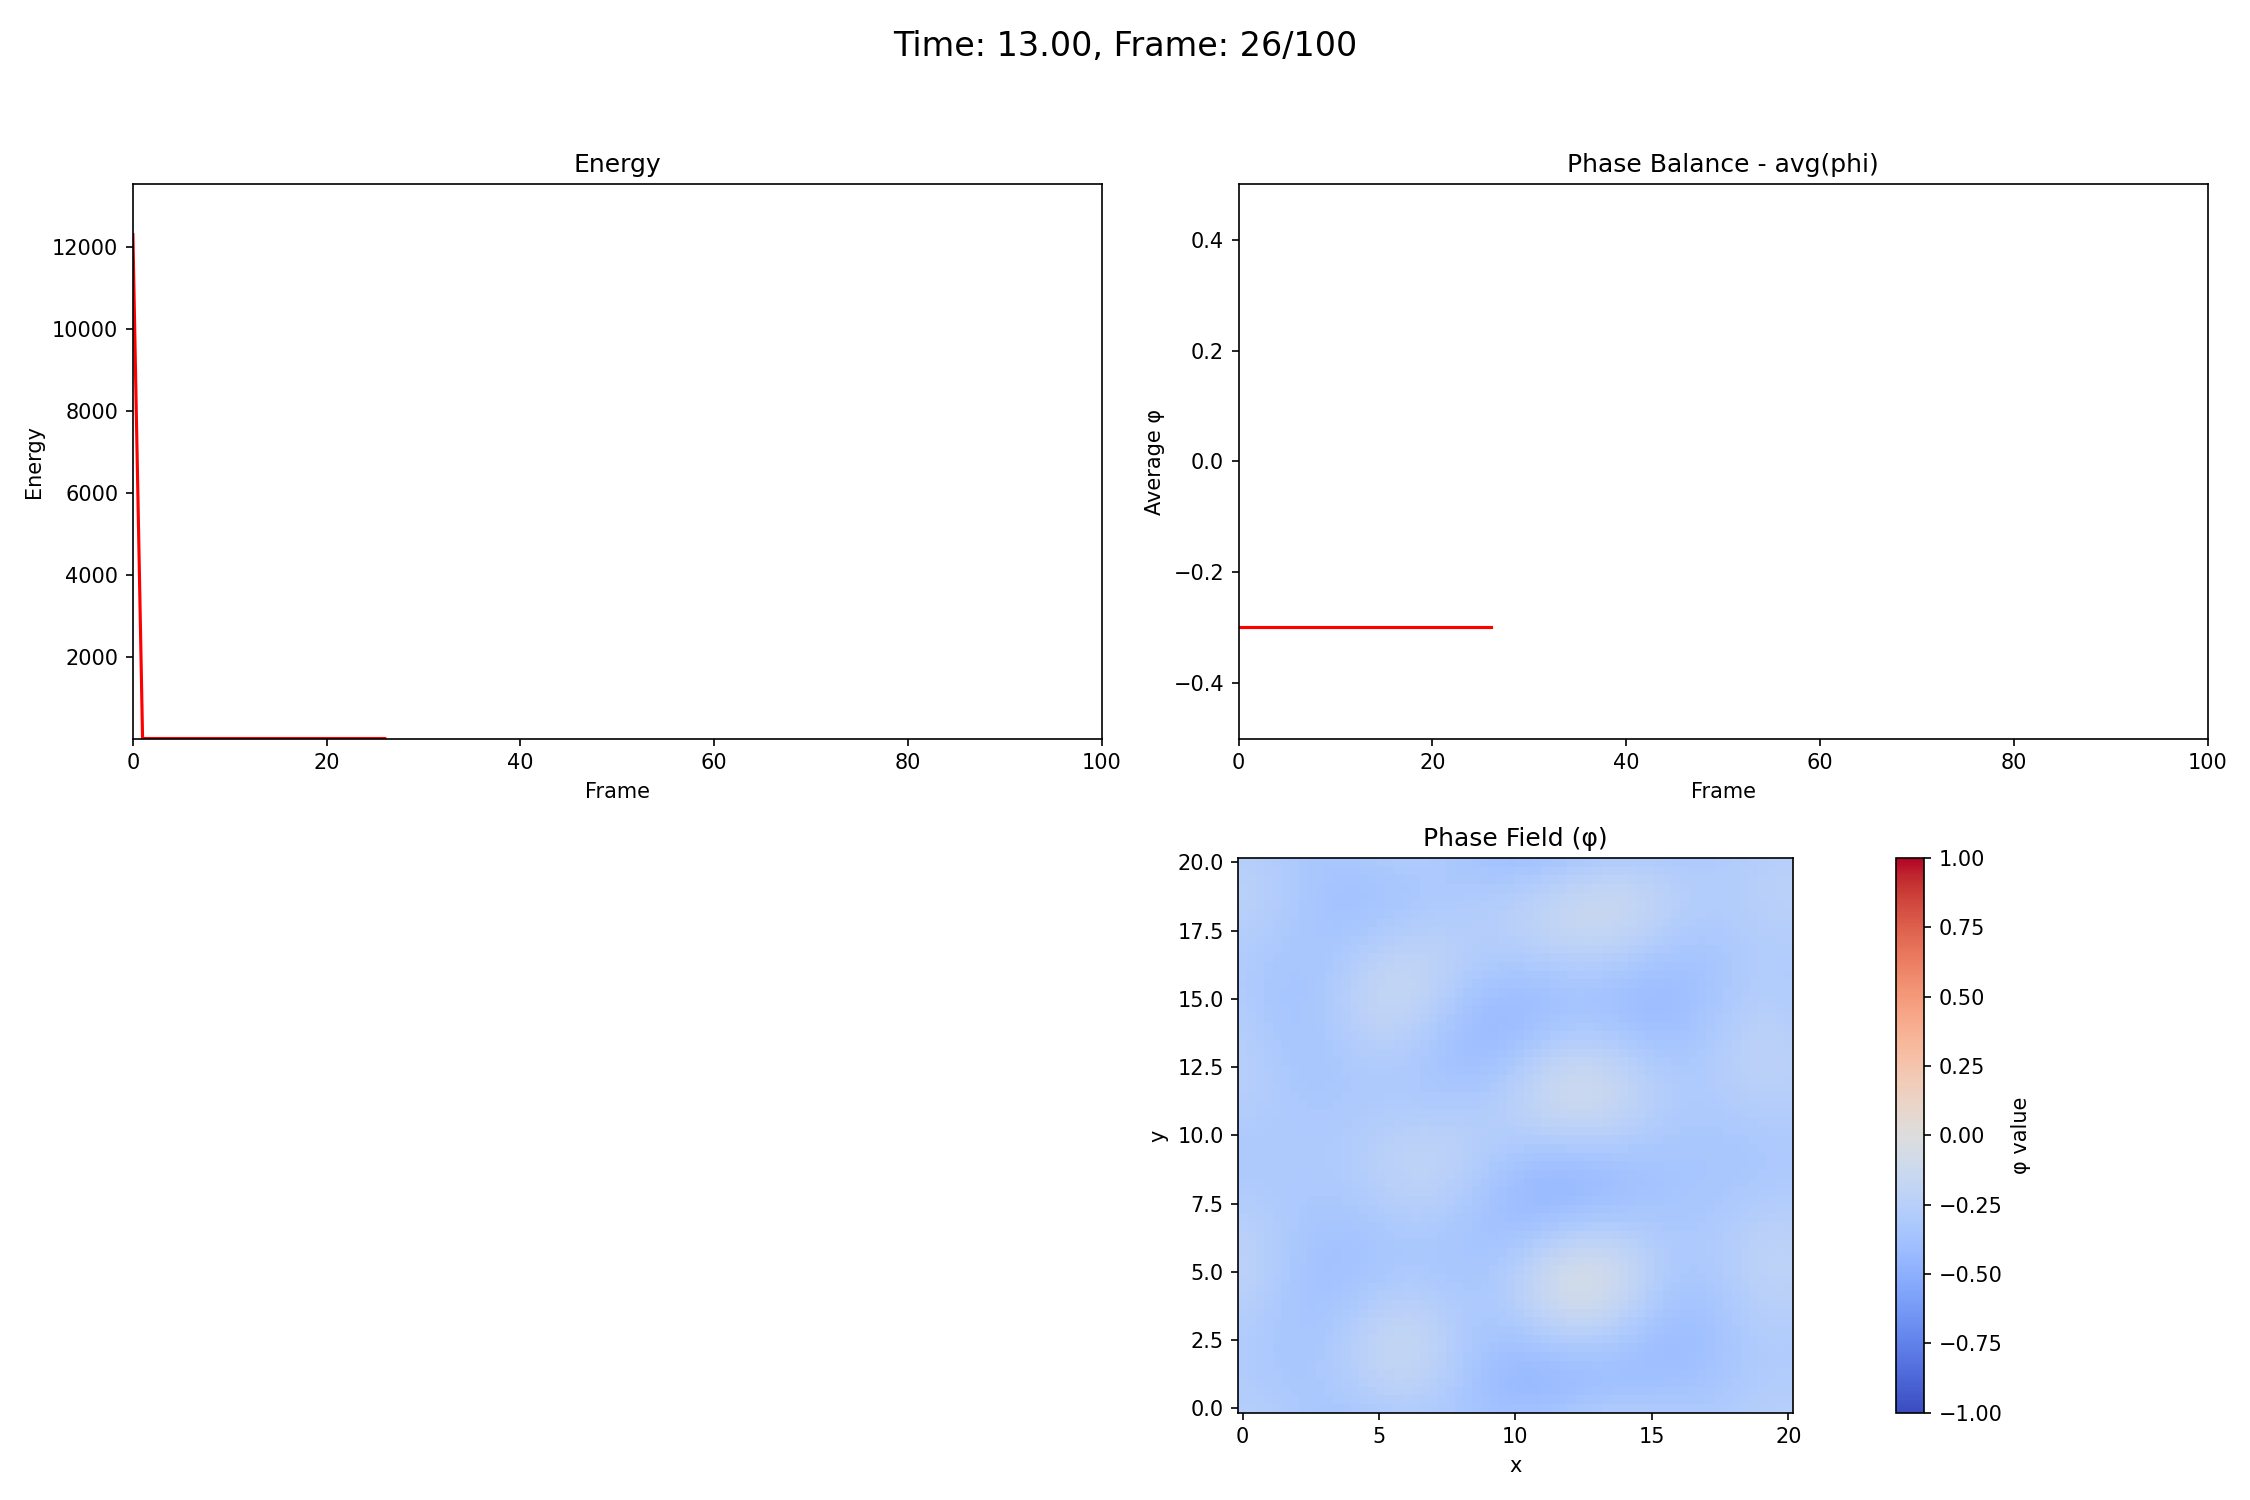 Time: 13.00, Frame: 26/100
Energy
12000
10000
8000
6000
4000
2000
Energy
0 20 40 60 80 100
Frame
Phase Balance - avg(phi)
0.4
0.2
0.0
−0.2
−0.4
Average φ
0 20 40 60 80 100
Frame
Phase Field (φ)
20.0
17.5
15.0
12.5
10.0
7.5
5.0
2.5
0.0
y
0 5 10 15 20
x
1.00
0.75
0.50
0.25
0.00
−0.25
−0.50
−0.75
−1.00
φ value